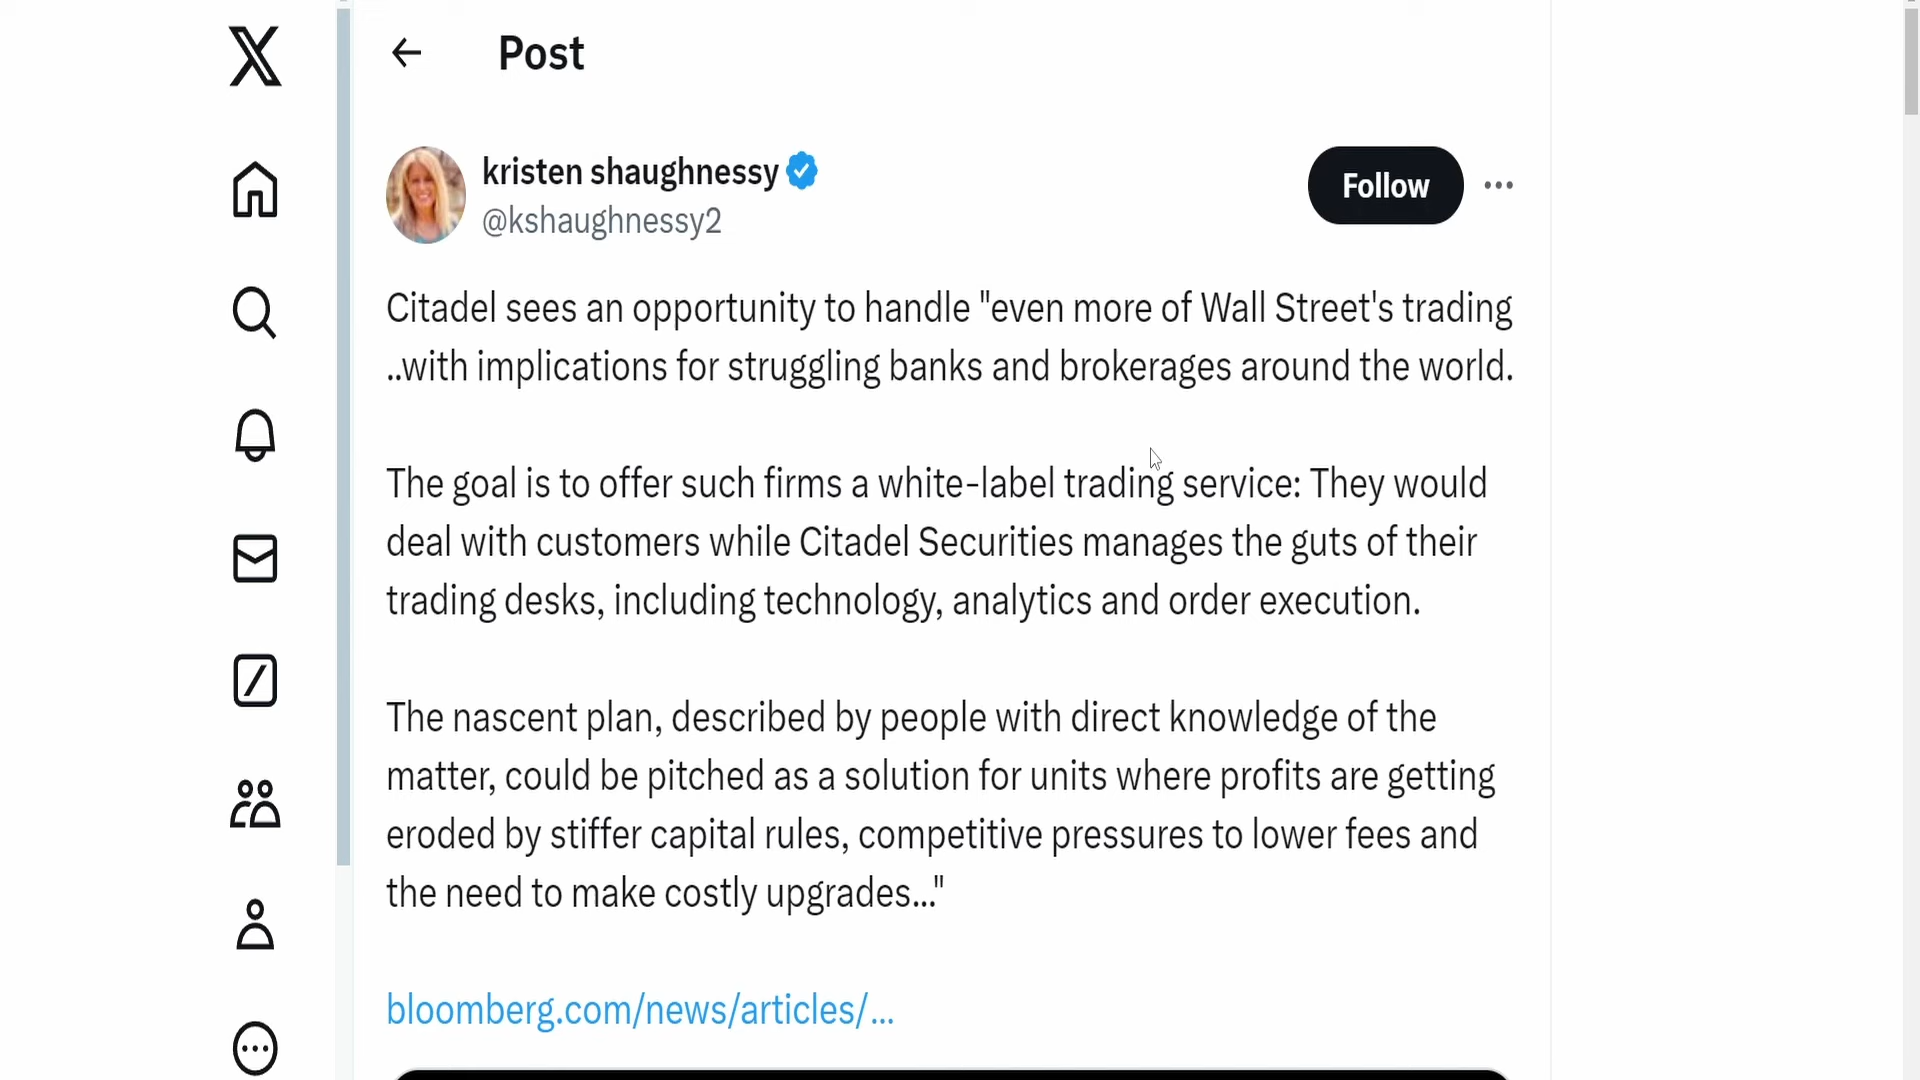 Post
kristen shaughnessy
@kshaughnessy2
Follow
Citadel sees an opportunity to handle "even more of Wall Street's trading
..with implications for struggling banks and brokerages around the world.
The goal is to offer such firms a white-label trading service: They would
deal with customers while Citadel Securities manages the guts of their
trading desks, including technology, analytics and order execution.
The nascent plan, described by people with direct knowledge of the
matter, could be pitched as a solution for units where profits are getting
eroded by stiffer capital rules, competitive pressures to lower fees and
the need to make costly upgrades..."
bloomberg.com/news/articles/...